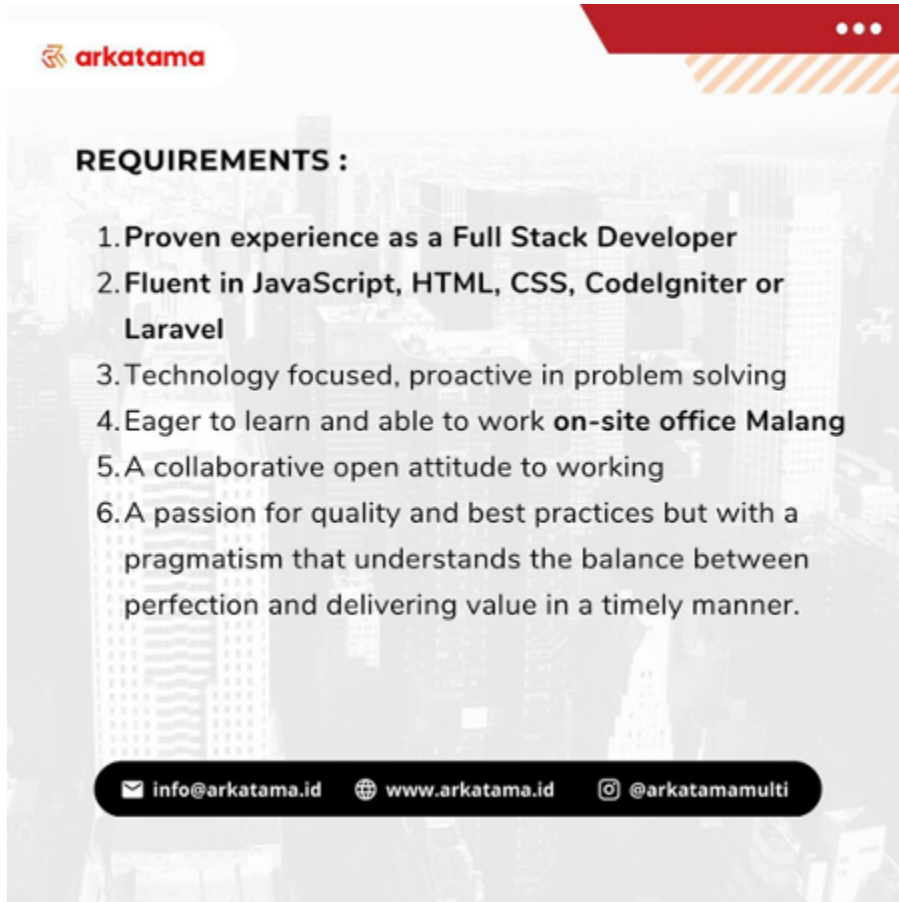 arkatama
REQUIREMENTS :
1. Proven experience as a Full Stack Developer
2. Fluent in JavaScript, HTML, CSS, CodeIgniter or
Laravel
3. Technology focused, proactive in problem solving
4. Eager to learn and able to work on-site office Malang
5. A collaborative open attitude to working
6. A passion for quality and best practices but with a
pragmatism that understands the balance between
perfection and delivering value in a timely manner.
info@arkatama.id www.arkatama.id @arkatamamulti